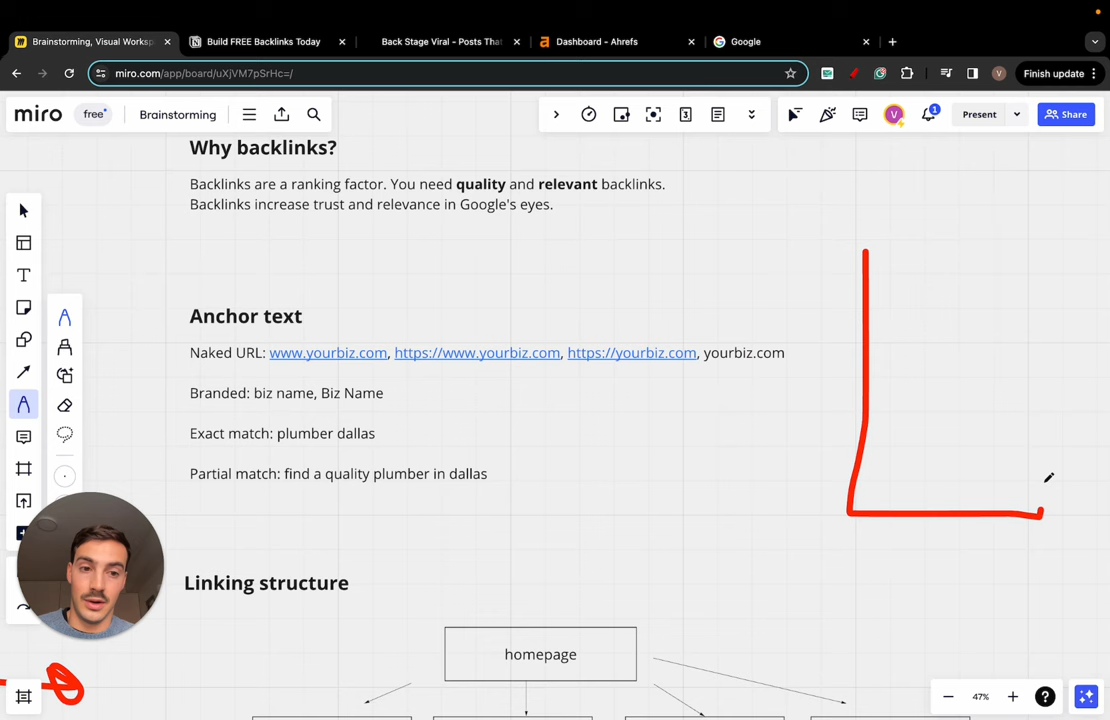 Brainstorming, Visual Worksp
Build FREE Backlinks Today
Back Stage Viral - Posts That
Dashboard - Ahrefs
Google
miro.com/app/board/uXjVM7pSrHc=/
V
Finish update
miro
free
Brainstorming
3
V
1
Present
Share
Why backlinks?
Backlinks are a ranking factor. You need quality and relevant backlinks.
Backlinks increase trust and relevance in Google's eyes.
Anchor text
Naked URL: www.yourbiz.com, https://www.yourbiz.com, https://yourbiz.com, yourbiz.com
Branded: biz name, Biz Name
Exact match: plumber dallas
Partial match: find a quality plumber in dallas
Linking structure
homepage
47%